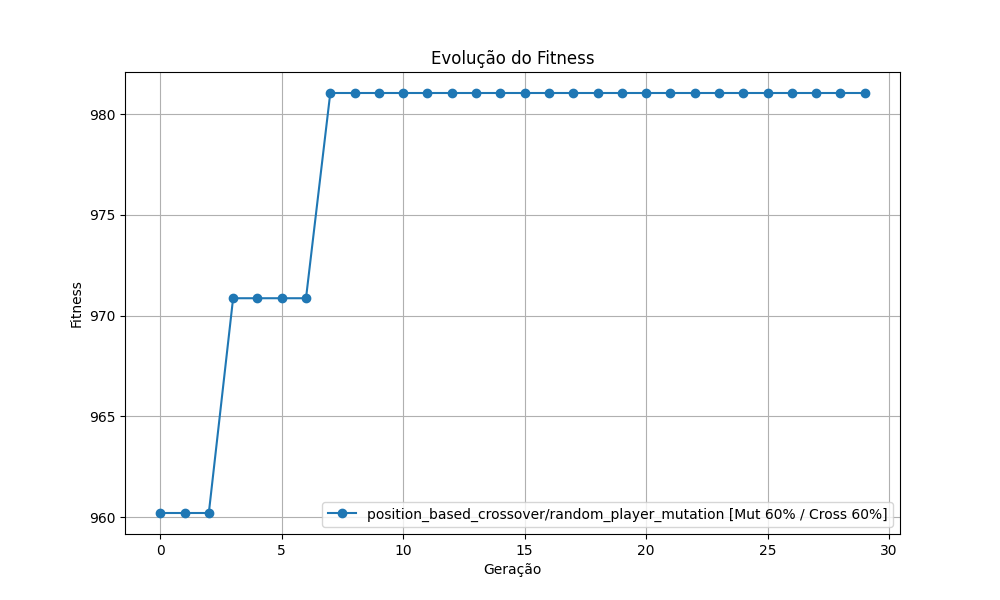 Evolução do Fitness
Fitness
980
975
970
965
960
0 5 10 15 20 25 30
Geração
position_based_crossover/random_player_mutation [Mut 60% / Cross 60%]